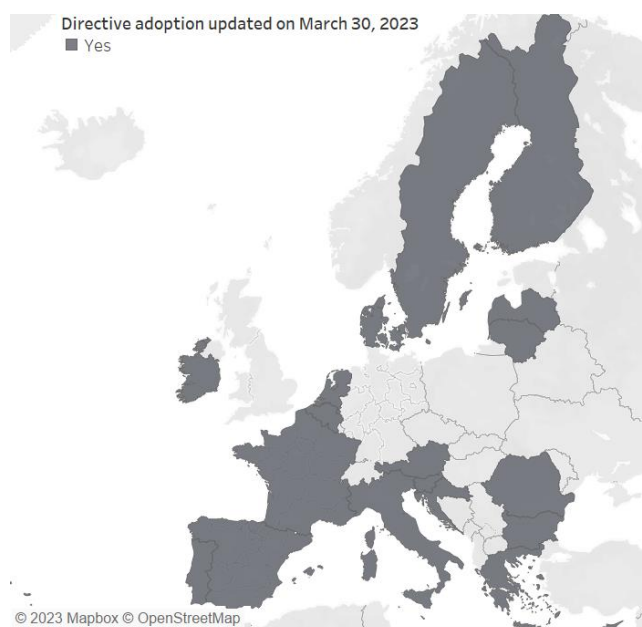 Directive adoption updated on March 30, 2023
Yes
© 2023 Mapbox © OpenStreetMap